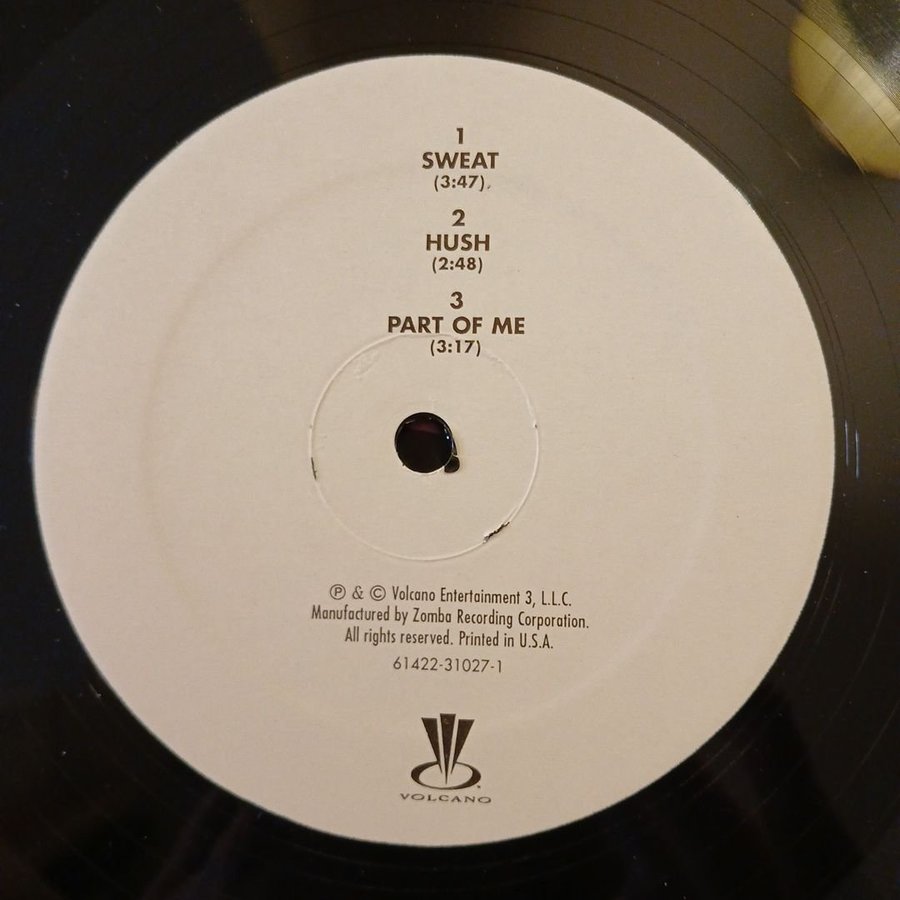 1
SWEAT
(3:47)
2
HUSH
(2:48)
3
PART OF ME
(3:17)
℗ & © Volcano Entertainment 3, L.L.C.
Manufactured by Zomba Recording Corporation.
All rights reserved. Printed in U.S.A.
61422-31027-1
VOLCANO